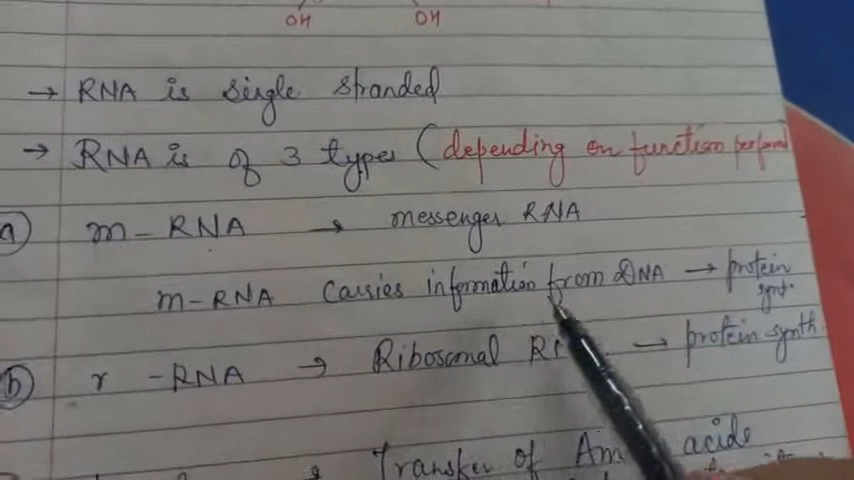 OH OH
→ RNA is single stranded
→ RNA is of 3 types (depending on function performed
a m-RNA → messenger RNA
m-RNA carries information from DNA → protein synt.
b r-RNA → Ribosomal → protein synth.
Transfer of acids